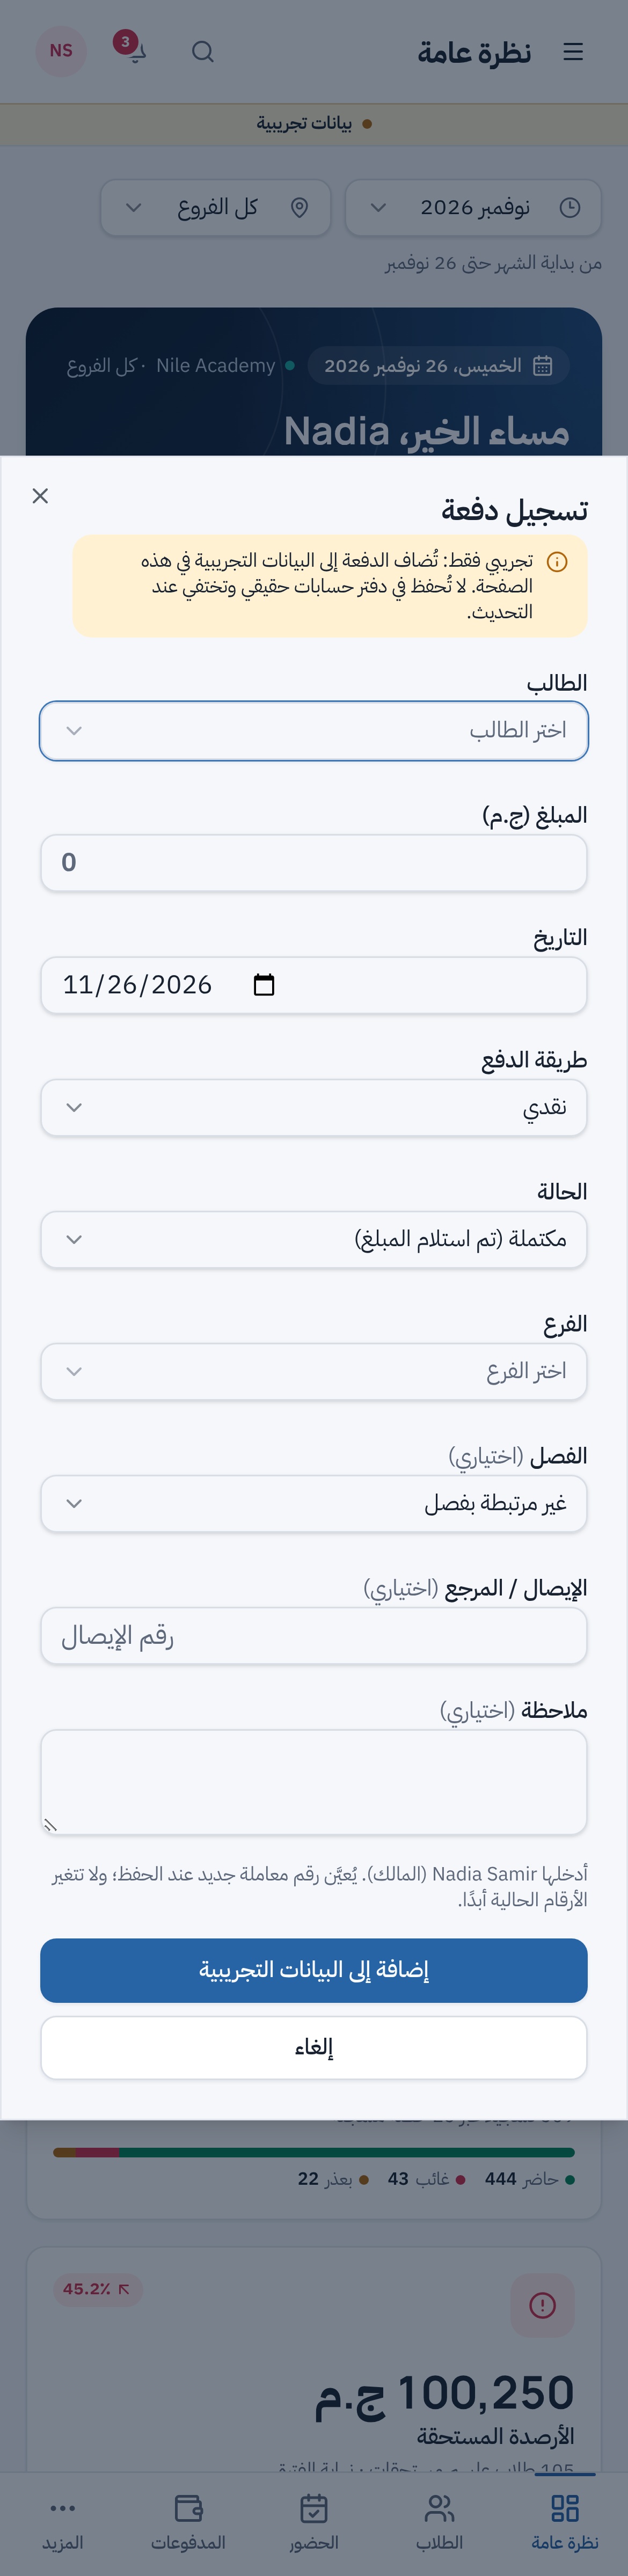 نظرة عامة
3
NS
بيانات تجريبية
نوفمبر 2026
كل الفروع
من بداية الشهر حتى 26 نوفمبر
الخميس، 26 نوفمبر 2026
Nile Academy · كل الفروع
مساء الخير، Nadia
تسجيل دفعة
تجريبي فقط: تُضاف الدفعة إلى البيانات التجريبية في هذه
الصفحة. لا تُحفظ في دفتر حسابات حقيقي وتختفي عند
التحديث.
الطالب
اختر الطالب
المبلغ (ج.م)
0
التاريخ
11/26/2026
طريقة الدفع
نقدي
الحالة
مكتملة (تم استلام المبلغ)
الفرع
اختر الفرع
الفصل (اختياري)
غير مرتبطة بفصل
الإيصال / المرجع (اختياري)
رقم الإيصال
ملاحظة (اختياري)
أدخلها Nadia Samir (المالك). يُعيَّن رقم معاملة جديد عند الحفظ؛ ولا تتغير
الأرقام الحالية أبدًا.
إضافة إلى البيانات التجريبية
إلغاء
حاضر 444 غائب 43 بعذر 22
45.2%
100,250 ج.م
الأرصدة المستحقة
نظرة عامة
الطلاب
الحضور
المدفوعات
المزيد